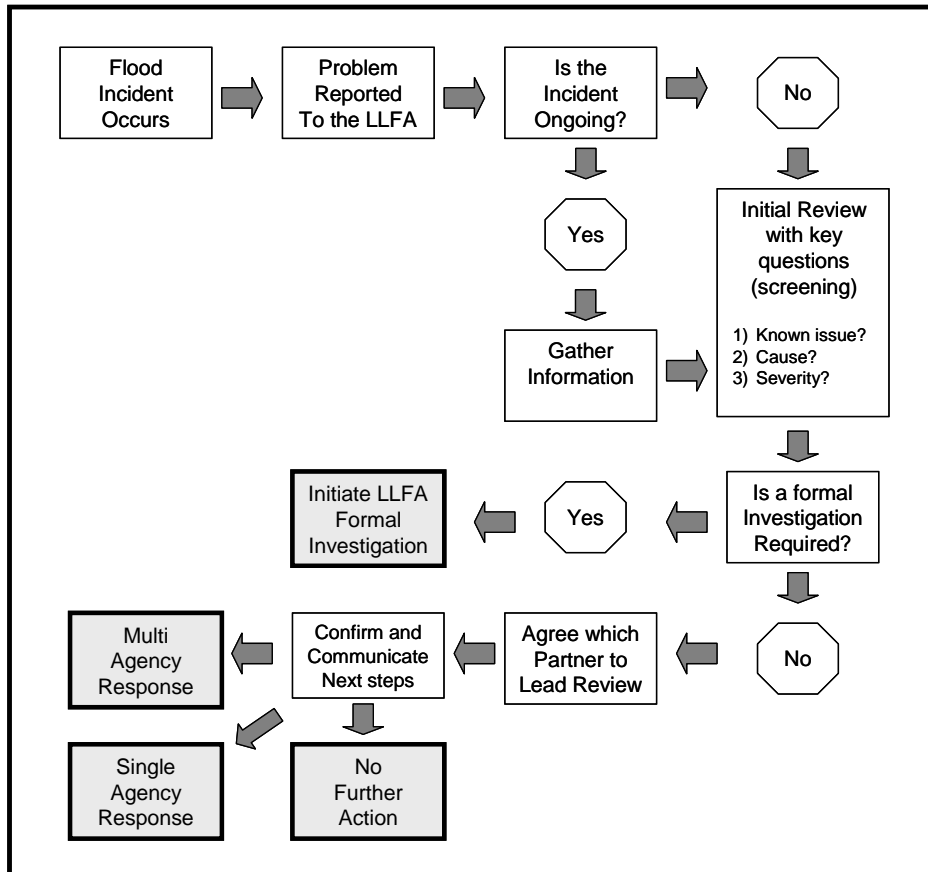 Flood
Incident
Occurs
Problem
Reported
To the LLFA
Is the
Incident
Ongoing?
No
Yes
Initial Review
with key
questions
(screening)
1) Known issue?
2) Cause?
3) Severity?
Gather
Information
Initiate LLFA
Formal
Investigation
Yes
Is a formal
Investigation
Required?
Multi
Agency
Response
Confirm and
Communicate
Next steps
Agree which
Partner to
Lead Review
No
Single
Agency
Response
No
Further
Action